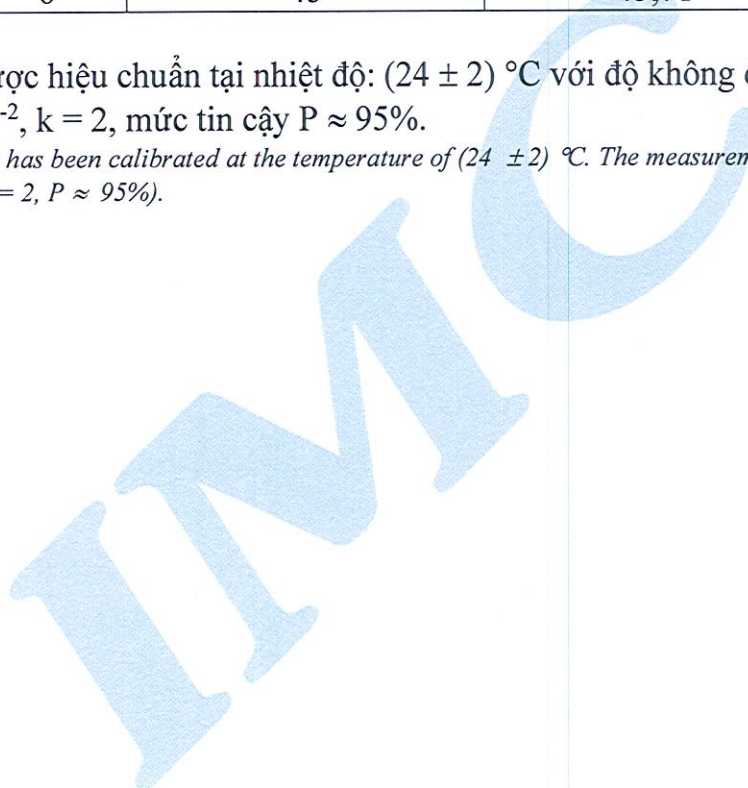 ược hiệu chuẩn tại nhiệt độ: (24 ± 2) °C với độ không
-2, k = 2, mức tin cậy P ≈ 95%.
has been calibrated at the temperature of (24 ±2) ℃. The measurem
= 2, P ≈ 95%).
IMC